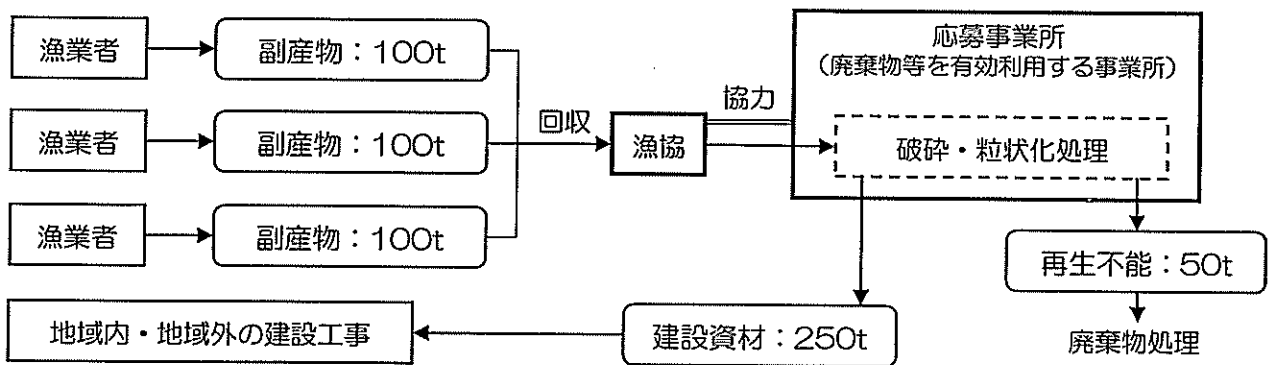 漁業者
副産物：100t
漁業者
副産物：100t
漁業者
副産物：100t
回収
漁協
協力
応募事業所
（廃棄物等を有効利用する事業所）
破砕・粒状化処理
再生不能：50t
廃棄物処理
建設資材：250t
地域内・地域外の建設工事